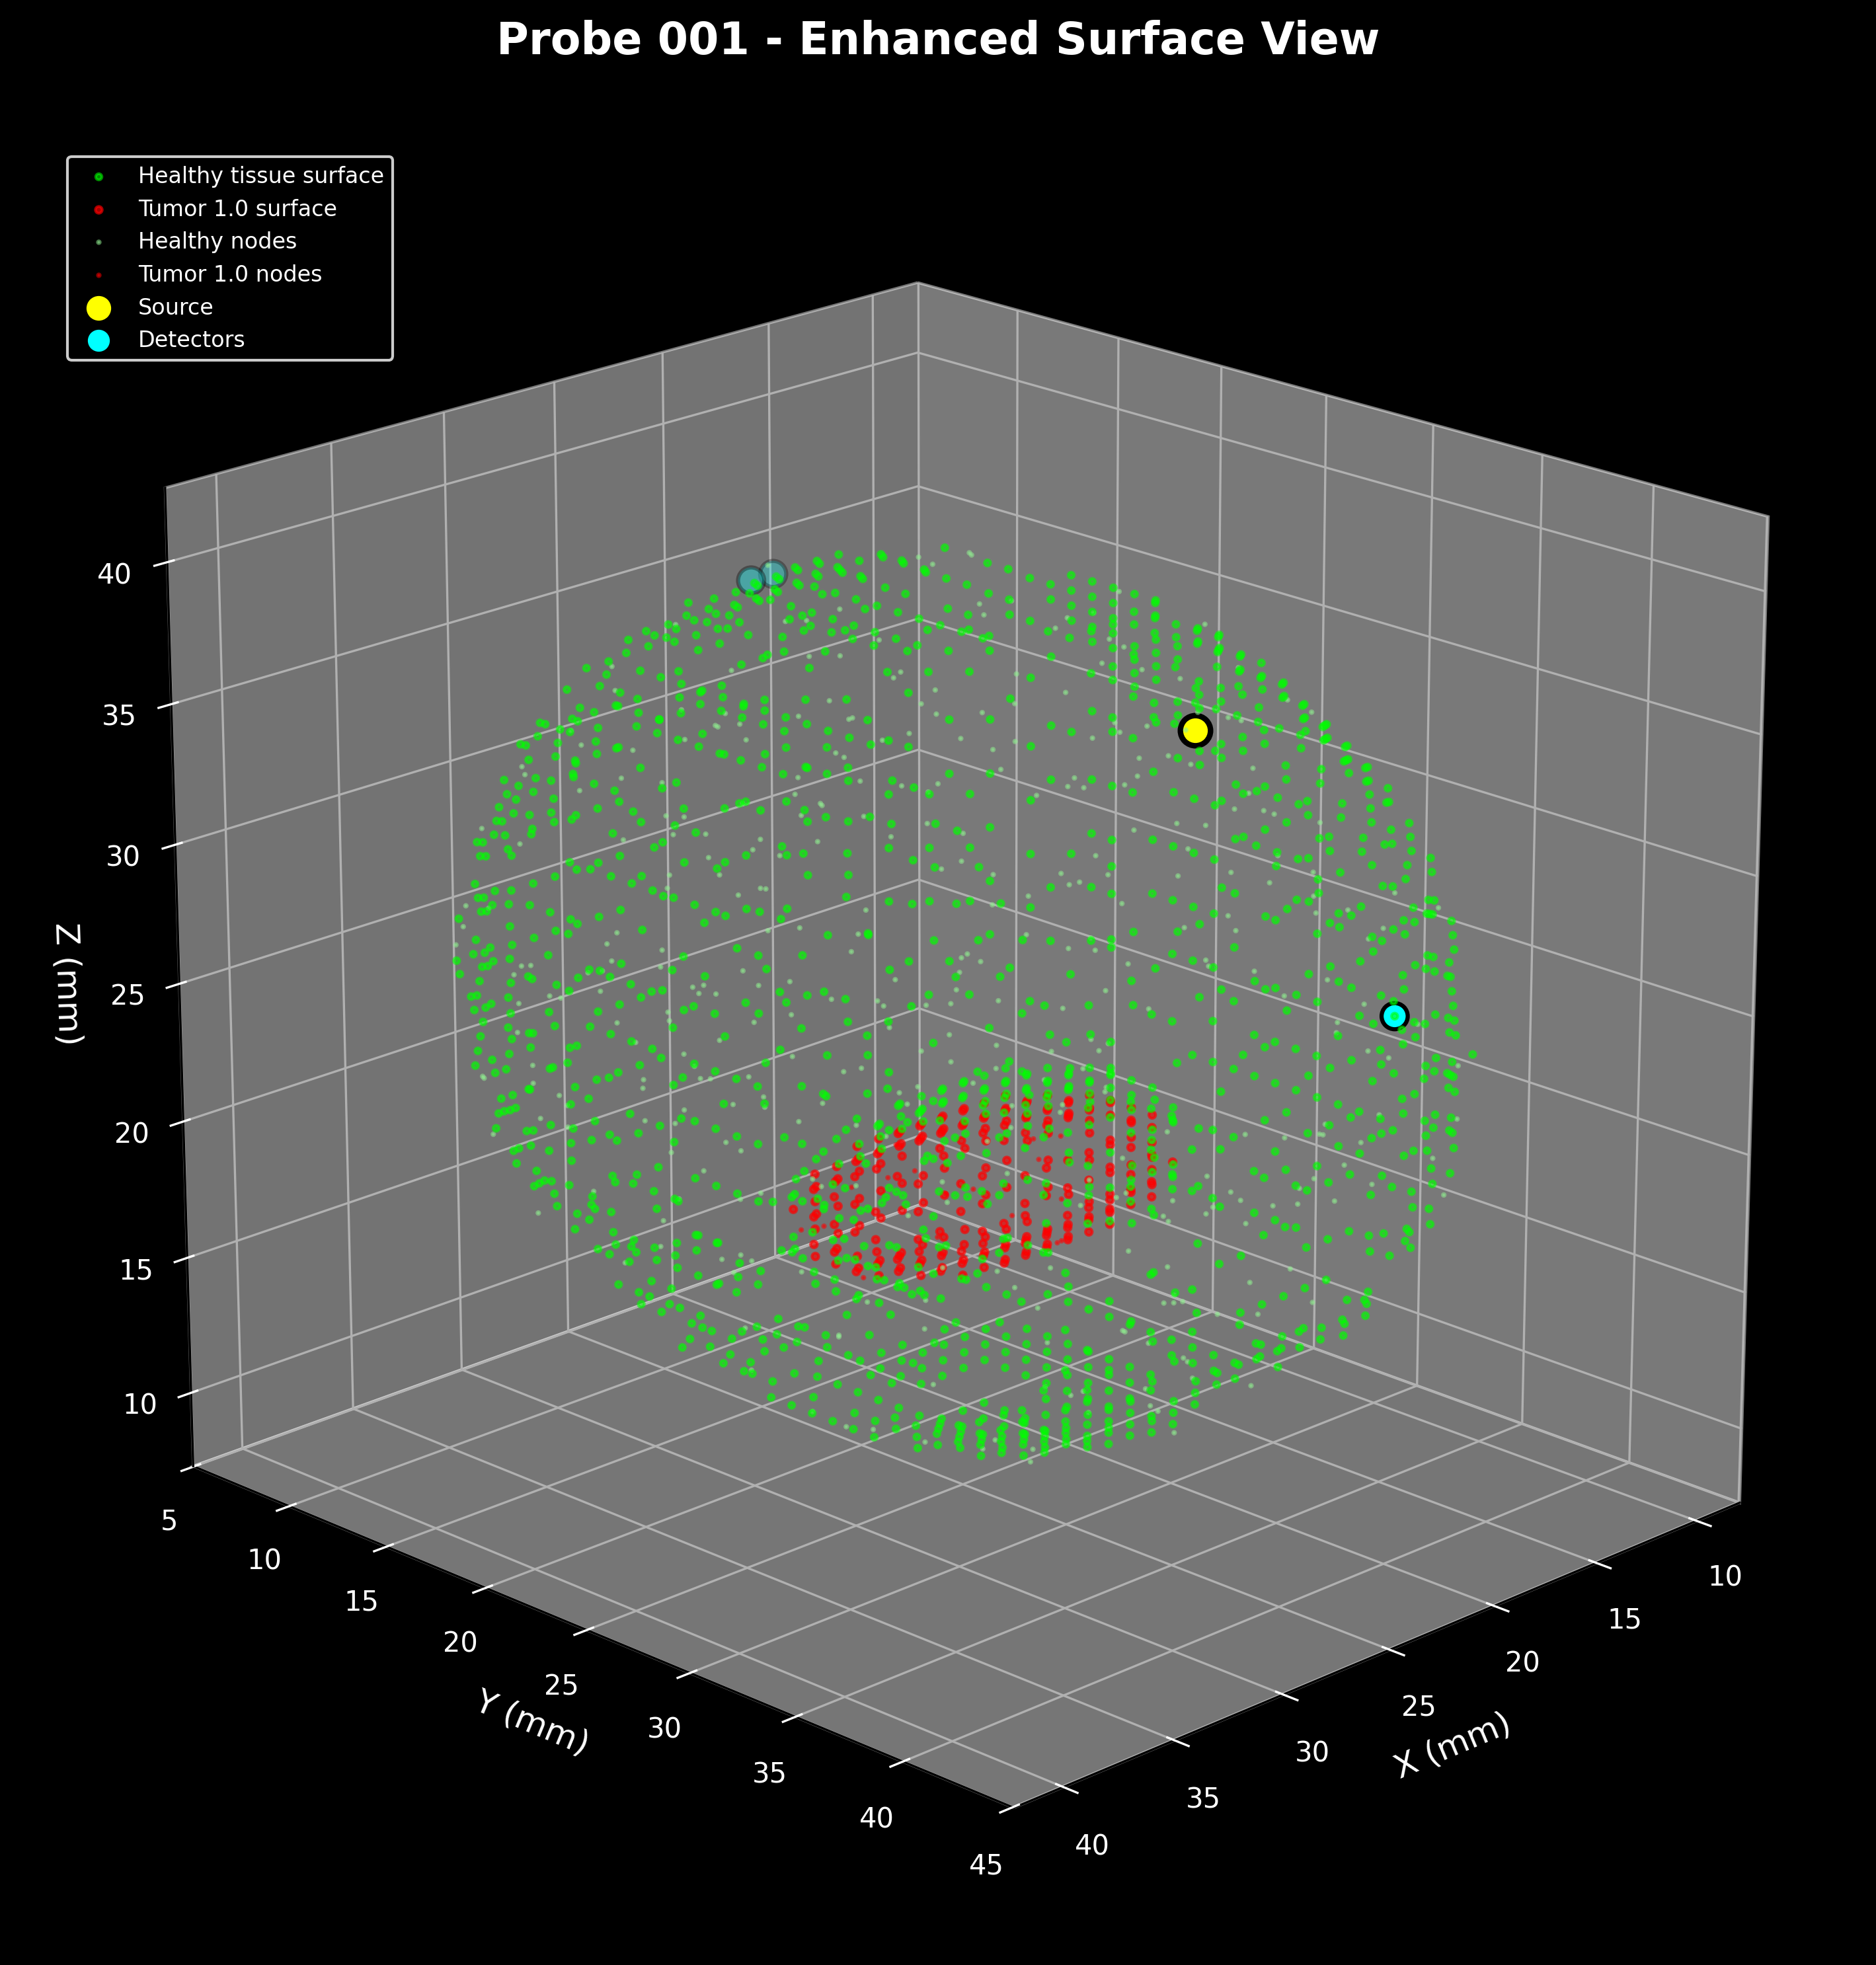 Probe 001 - Enhanced Surface View
Healthy tissue surface
Tumor 1.0 surface
Healthy nodes
Tumor 1.0 nodes
Source
Detectors
40
35
30
25
20
15
10
Z (mm)
5
10
15
20
25
30
35
40
45
Y (mm)
10
15
20
25
30
35
40
X (mm)